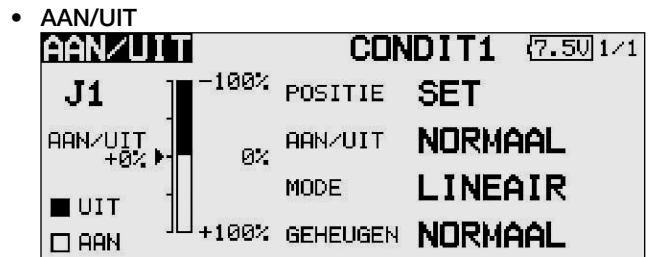 • AAN/UIT
AAN/UIT CONDIT1 7.5V 1/1
J1 -100% POSITIE SET
AAN/UIT +0% 0% AAN/UIT NORMAAL
MODE LINEAIR
■ UIT
□ AAN +100% GEHEUGEN NORMAAL